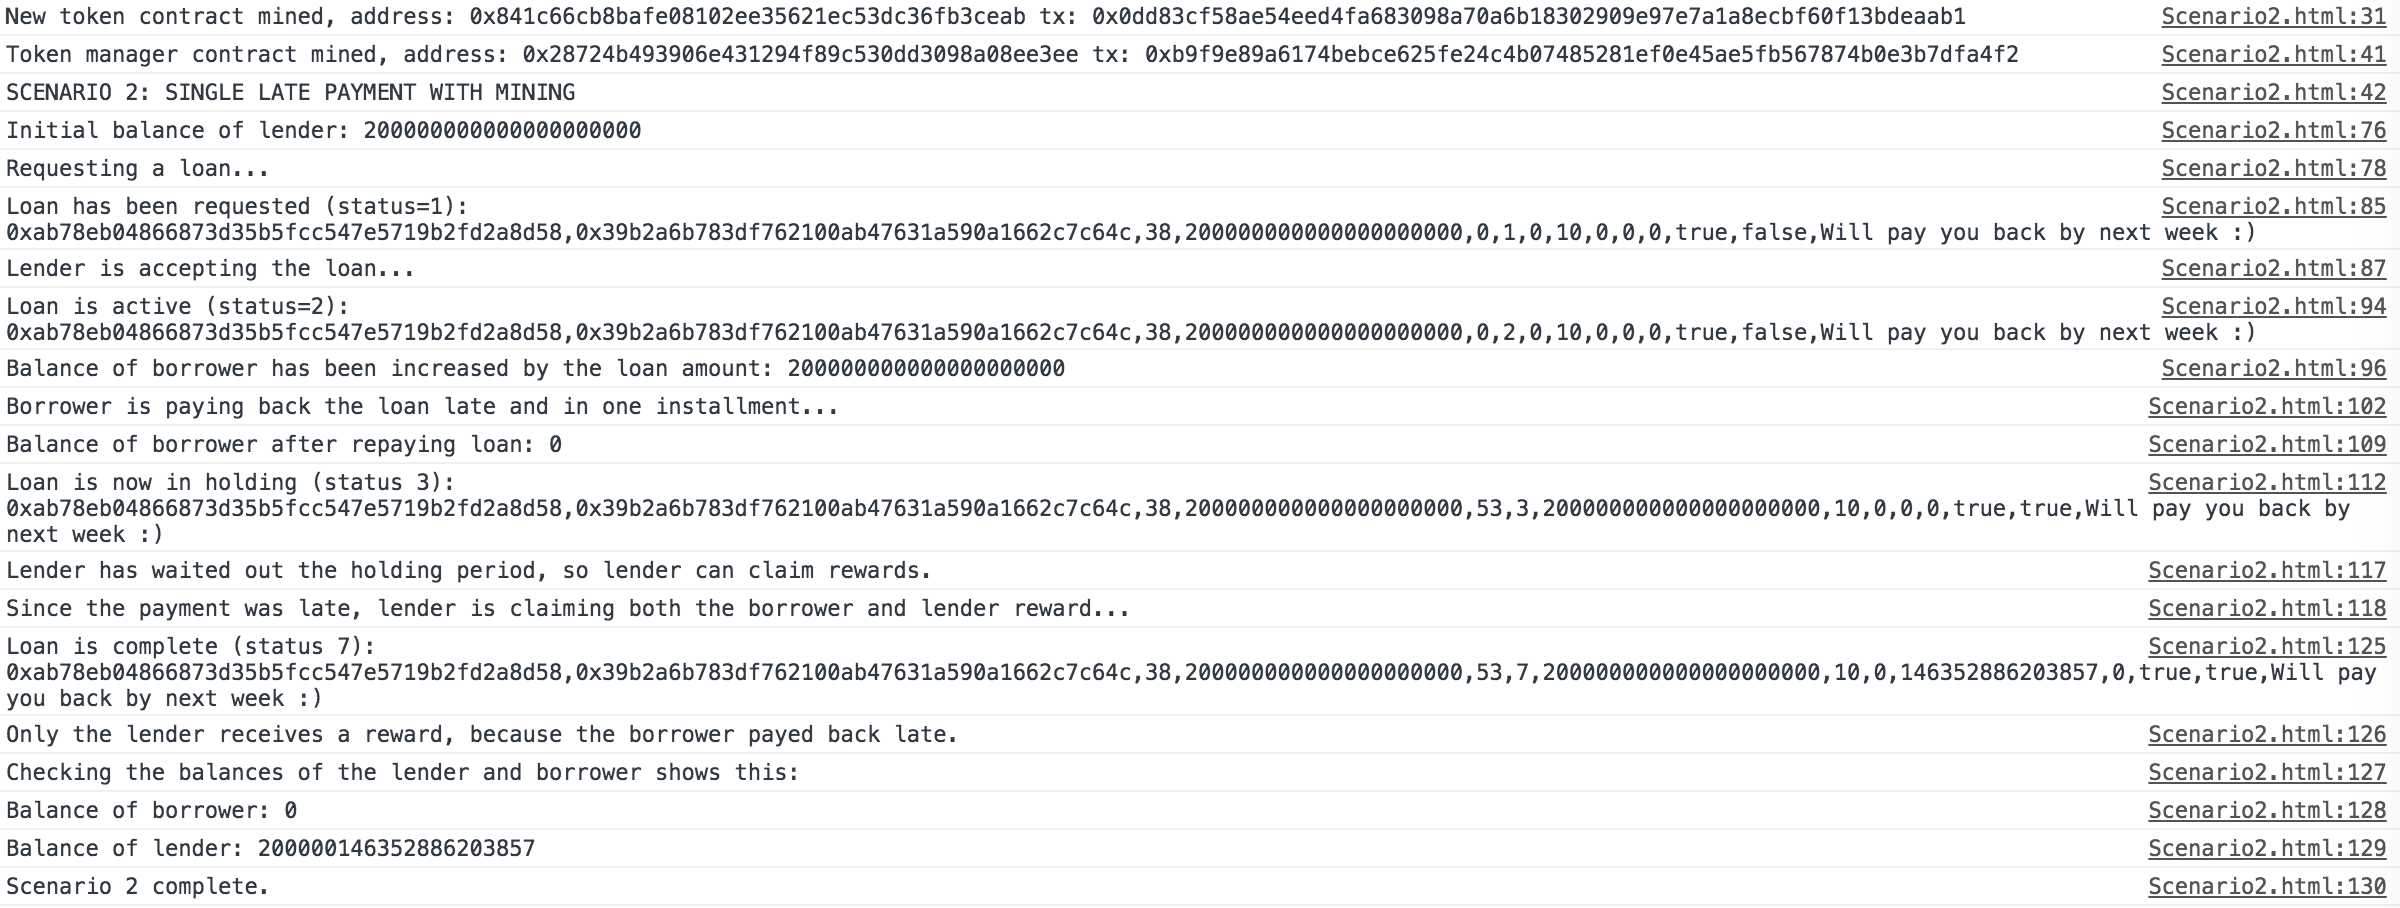 New token contract mined, address: 0x841c66cb8bafe08102ee35621ec53dc36fb3ceab tx: 0x0dd83cf58ae54eed4fa683098a70a6b18302909e97e7a1a8ecbf60f13bdeaab1 Scenario2.html:31
Token manager contract mined, address: 0x28724b493906e431294f89c530dd3098a08ee3ee tx: 0xb9f9e89a6174bebce625fe24c4b07485281ef0e45ae5fb567874b0e3b7dfa4f2 Scenario2.html:41
SCENARIO 2: SINGLE LATE PAYMENT WITH MINING Scenario2.html:42
Initial balance of lender: 200000000000000000000 Scenario2.html:76
Requesting a loan... Scenario2.html:78
Loan has been requested (status=1): Scenario2.html:85
0xab78eb04866873d35b5fcc547e5719b2fd2a8d58,0x39b2a6b783df762100ab47631a590a1662c7c64c,38,200000000000000000000,0,1,0,10,0,0,0,true,false,Will pay you back by next week :)
Lender is accepting the loan... Scenario2.html:87
Loan is active (status=2): Scenario2.html:94
0xab78eb04866873d35b5fcc547e5719b2fd2a8d58,0x39b2a6b783df762100ab47631a590a1662c7c64c,38,200000000000000000000,0,2,0,10,0,0,0,true,false,Will pay you back by next week :)
Balance of borrower has been increased by the loan amount: 200000000000000000000 Scenario2.html:96
Borrower is paying back the loan late and in one installment... Scenario2.html:102
Balance of borrower after repaying loan: 0 Scenario2.html:109
Loan is now in holding (status 3): Scenario2.html:112
0xab78eb04866873d35b5fcc547e5719b2fd2a8d58,0x39b2a6b783df762100ab47631a590a1662c7c64c,38,200000000000000000000,53,3,200000000000000000000,10,0,0,0,true,true,Will pay you back by
next week :)
Lender has waited out the holding period, so lender can claim rewards. Scenario2.html:117
Since the payment was late, lender is claiming both the borrower and lender reward... Scenario2.html:118
Loan is complete (status 7): Scenario2.html:125
0xab78eb04866873d35b5fcc547e5719b2fd2a8d58,0x39b2a6b783df762100ab47631a590a1662c7c64c,38,200000000000000000000,53,7,200000000000000000000,10,0,146352886203857,0,true,true,Will pay
you back by next week :)
Only the lender receives a reward, because the borrower payed back late. Scenario2.html:126
Checking the balances of the lender and borrower shows this: Scenario2.html:127
Balance of borrower: 0 Scenario2.html:128
Balance of lender: 200000146352886203857 Scenario2.html:129
Scenario 2 complete. Scenario2.html:130